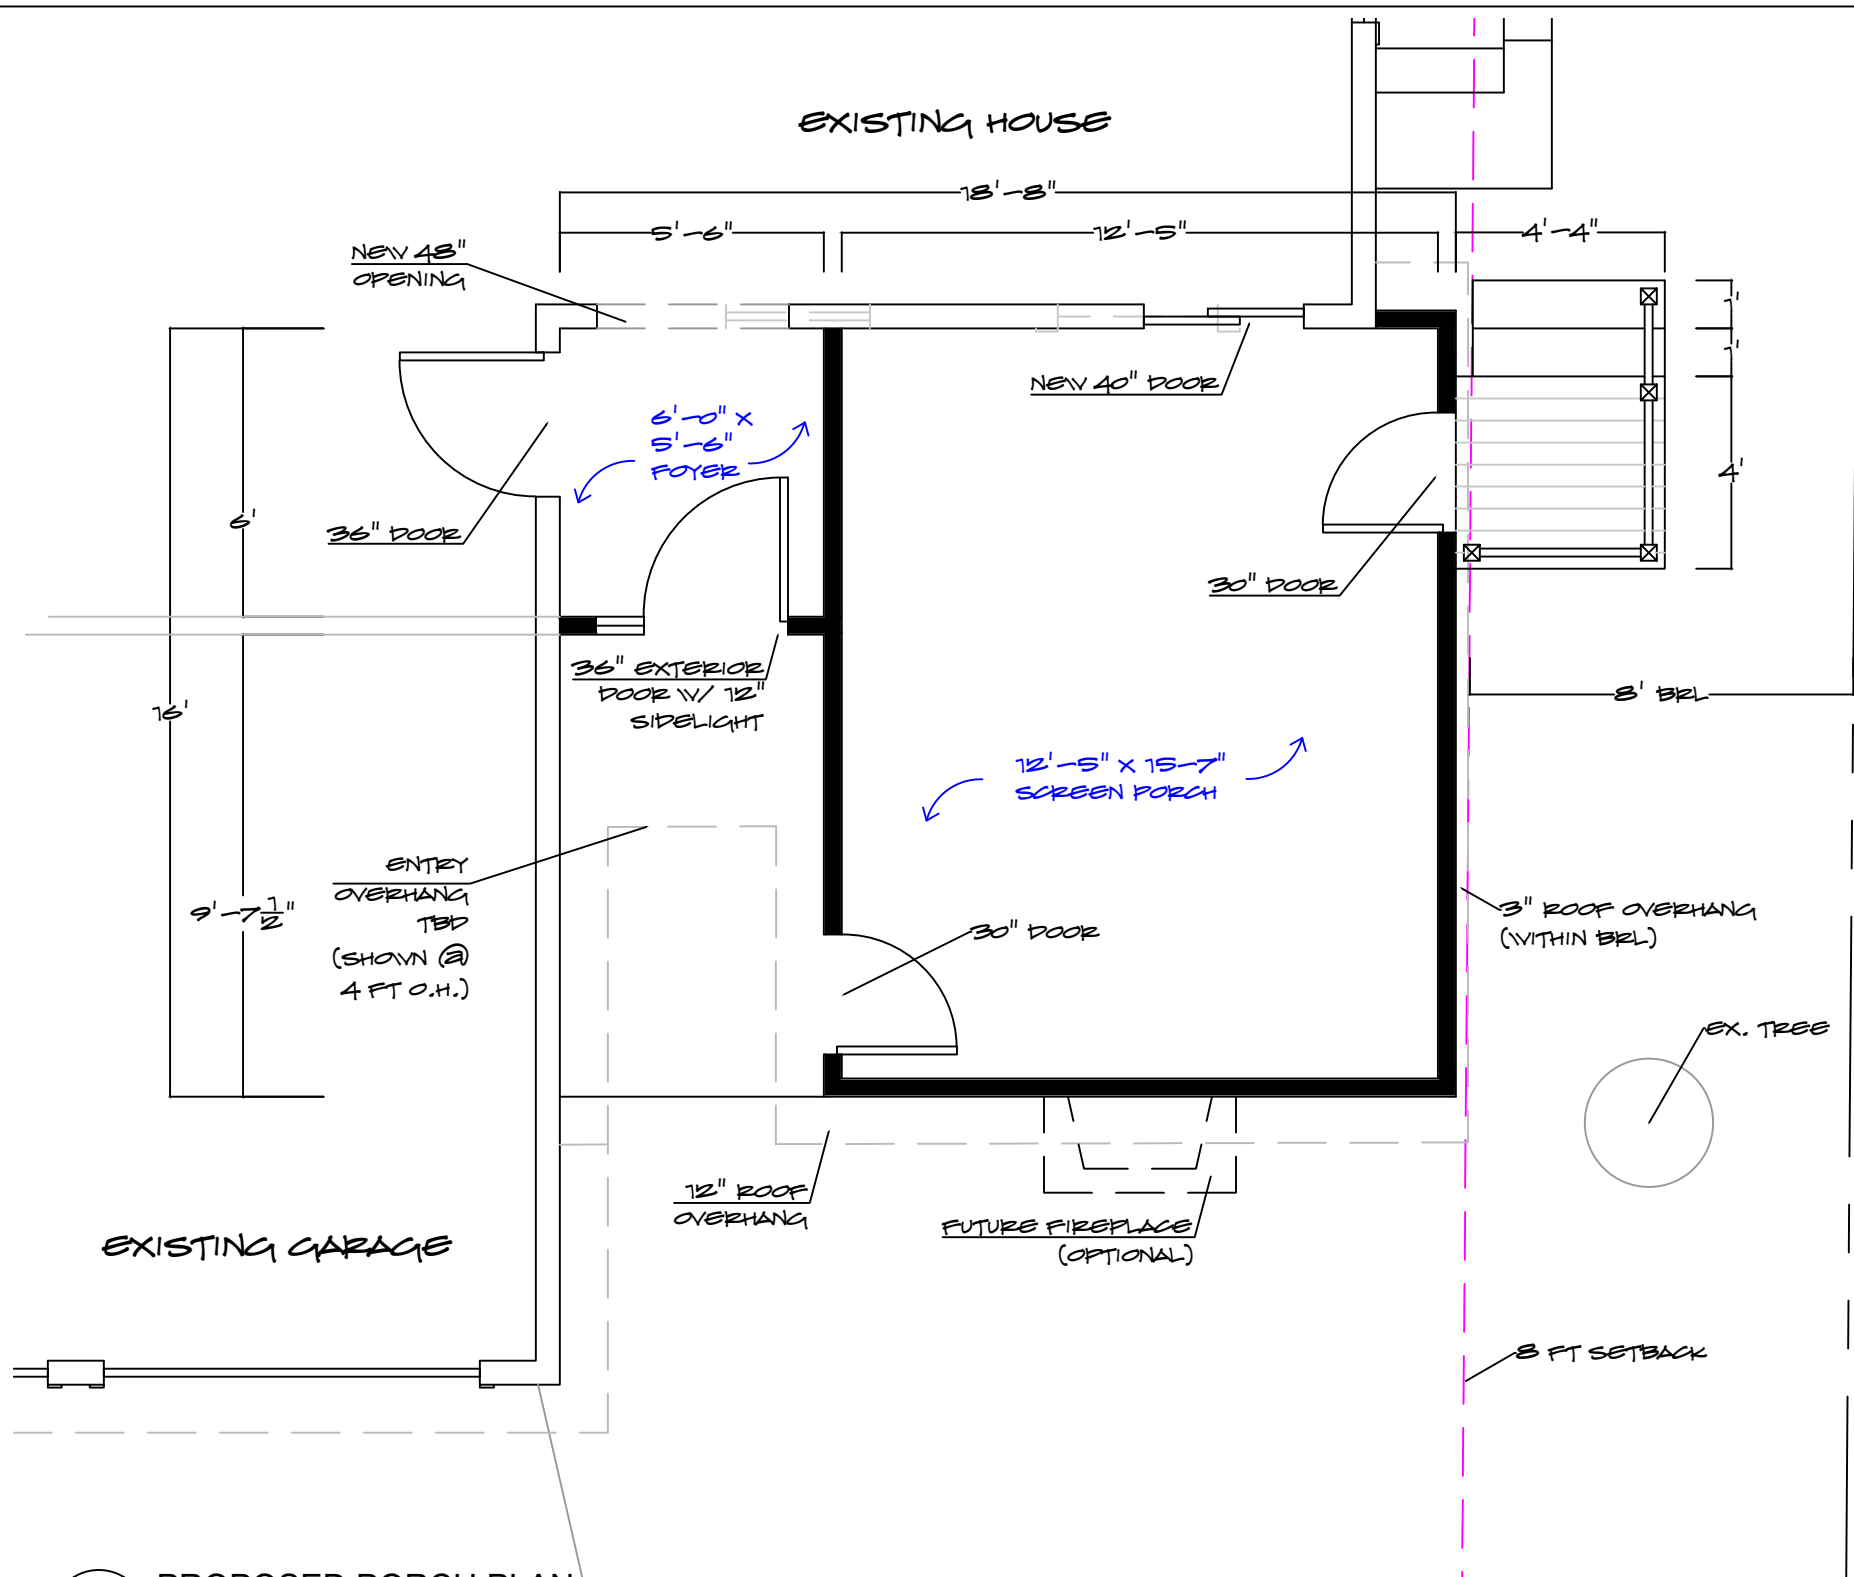 EXISTING HOUSE
18'-8"
5'-6"
12'-5"
4'-4"
NEW 48"
OPENING
1'
1'
NEW 40" DOOR
6'-0" X
5'-6"
FOYER
4'
6'
36" DOOR
30" DOOR
36" EXTERIOR
DOOR W/ 12"
SIDELIGHT
8' BRL
16'
12'-5" X 15-7"
SCREEN PORCH
ENTRY
OVERHANG
TBD
(SHOWN @
4 FT O.H.)
9'-7 1/2"
30" DOOR
3" ROOF OVERHANG
(WITHIN BRL)
EX. TREE
12" ROOF
OVERHANG
FUTURE FIREPLACE
(OPTIONAL)
EXISTING GARAGE
8 FT SETBACK
PROPOSED PORCH PLAN